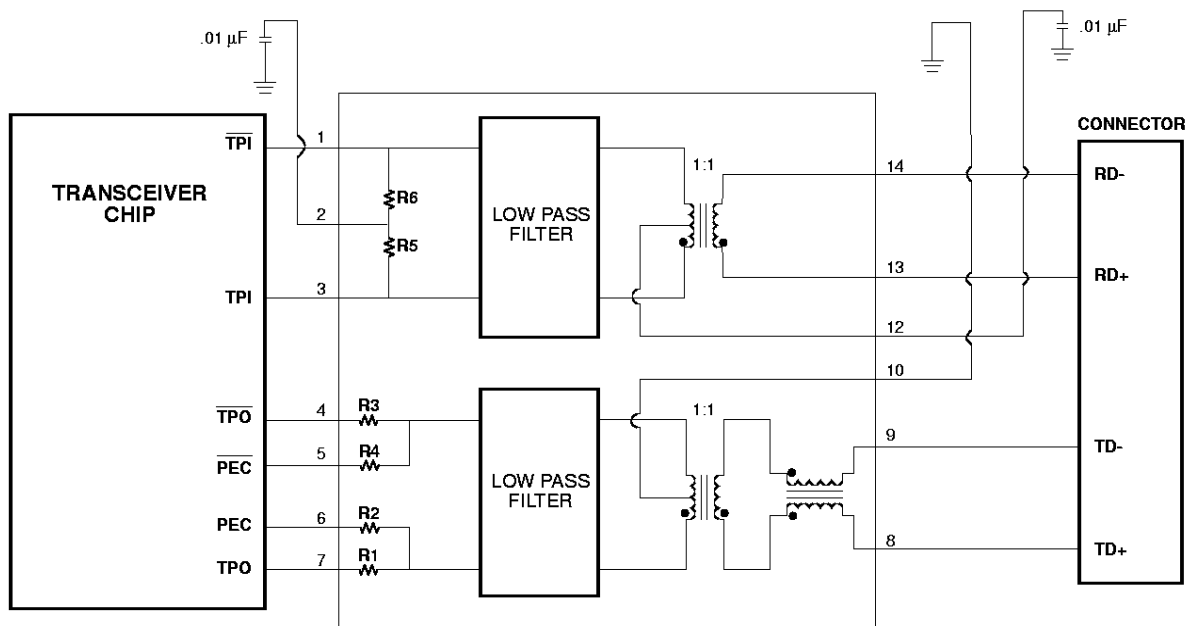 .01 μF
.01 μF
CONNECTOR
TRANSCEIVER
CHIP
TPI
1
R6
2
R5
TPI
3
LOW PASS
FILTER
1:1
14
RD-
13
RD+
12
10
TPO
4
R3
PEC
5
R4
PEC
6
R2
TPO
7
R1
LOW PASS
FILTER
1:1
9
TD-
8
TD+